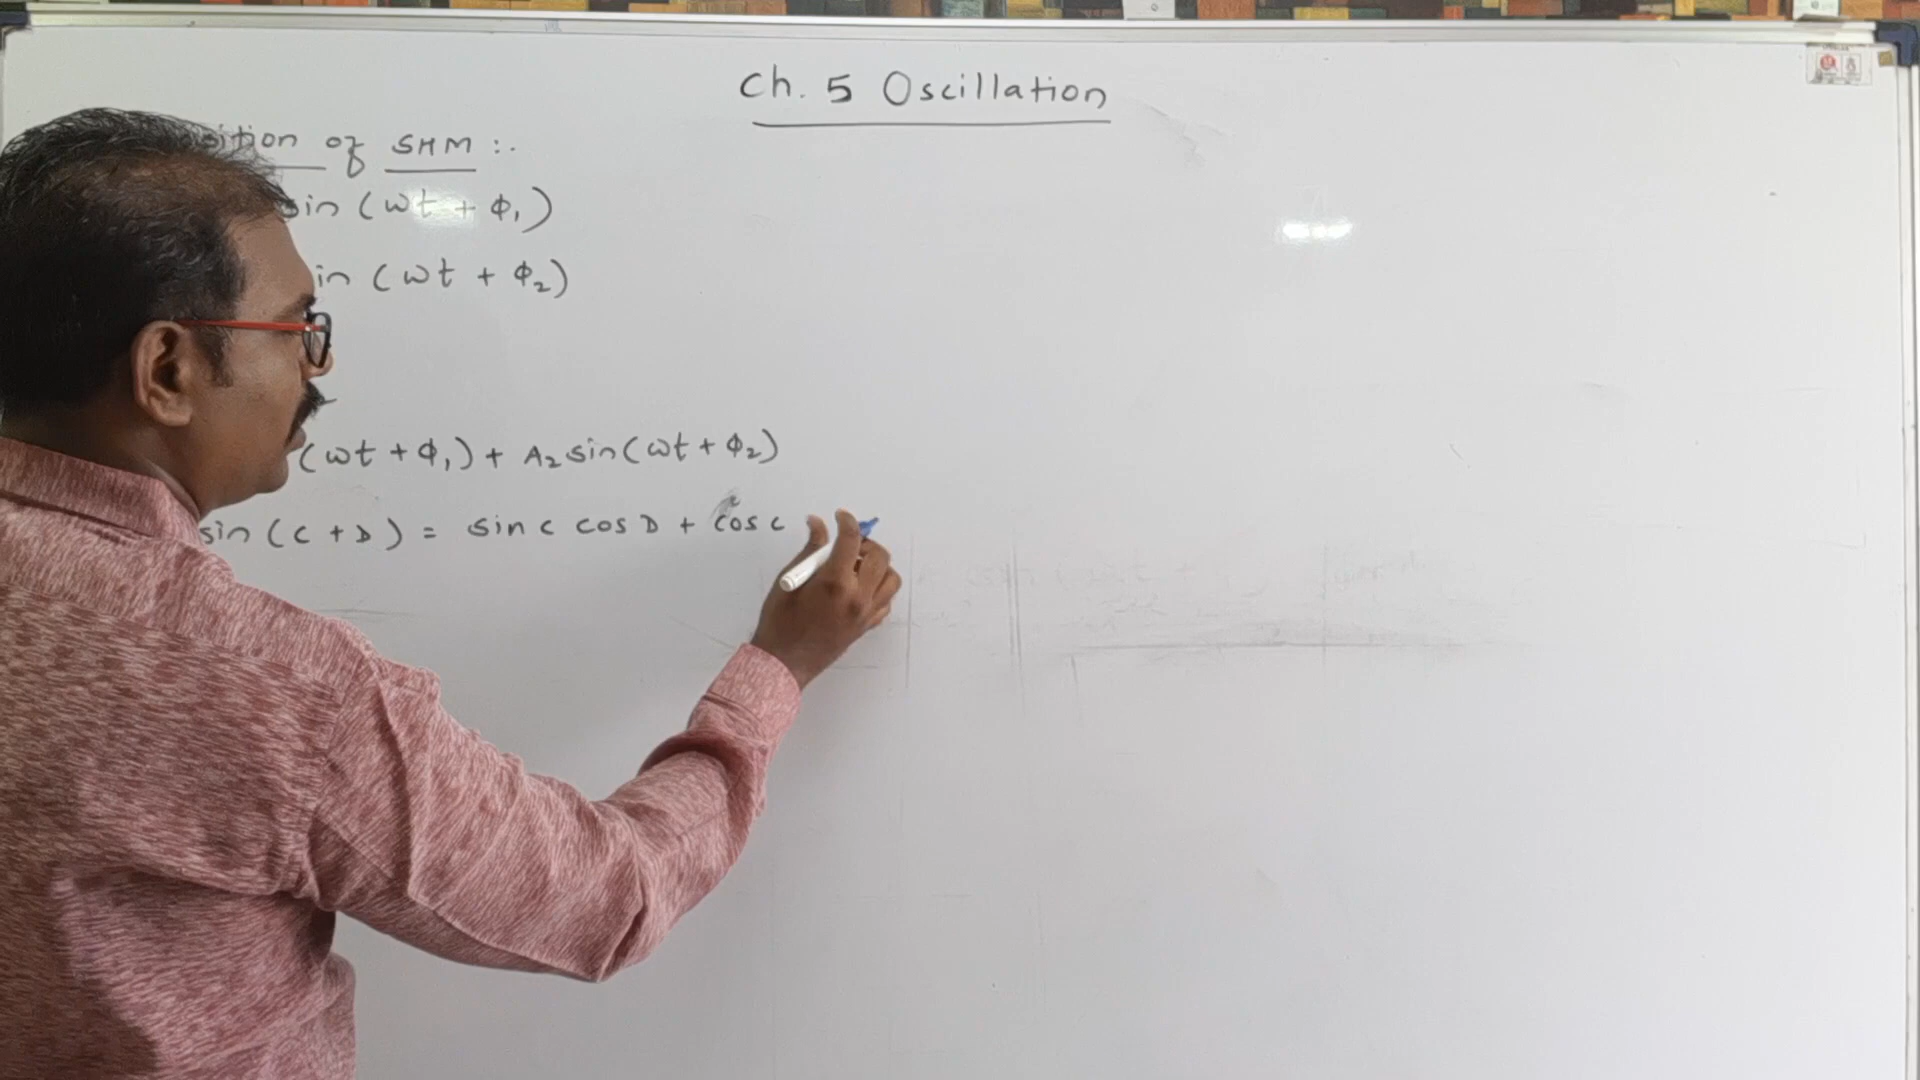 Ch. 5 Oscillation
sition of SHM :.
sin (ωt + φ₁)
in (ωt + φ₂)
(ωt + φ₁) + A₂ sin (ωt + φ₂)
sin (C + D) = sin C cos D + cos C